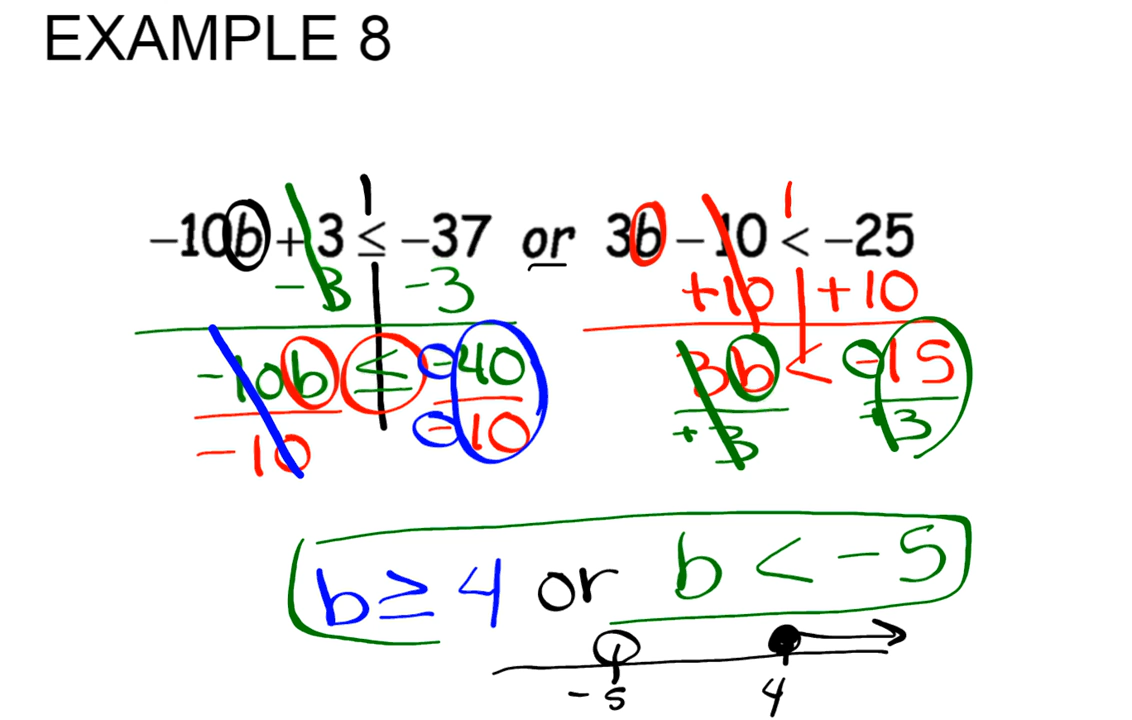 EXAMPLE 8
−10b + 3 ≤ −37 or 3b − 10 < −25
−3 −3 +10 +10
−10b ≤ −40 3b < −15
−10 −10 +3 +3
b ≥ 4 or b < −5
−5 4